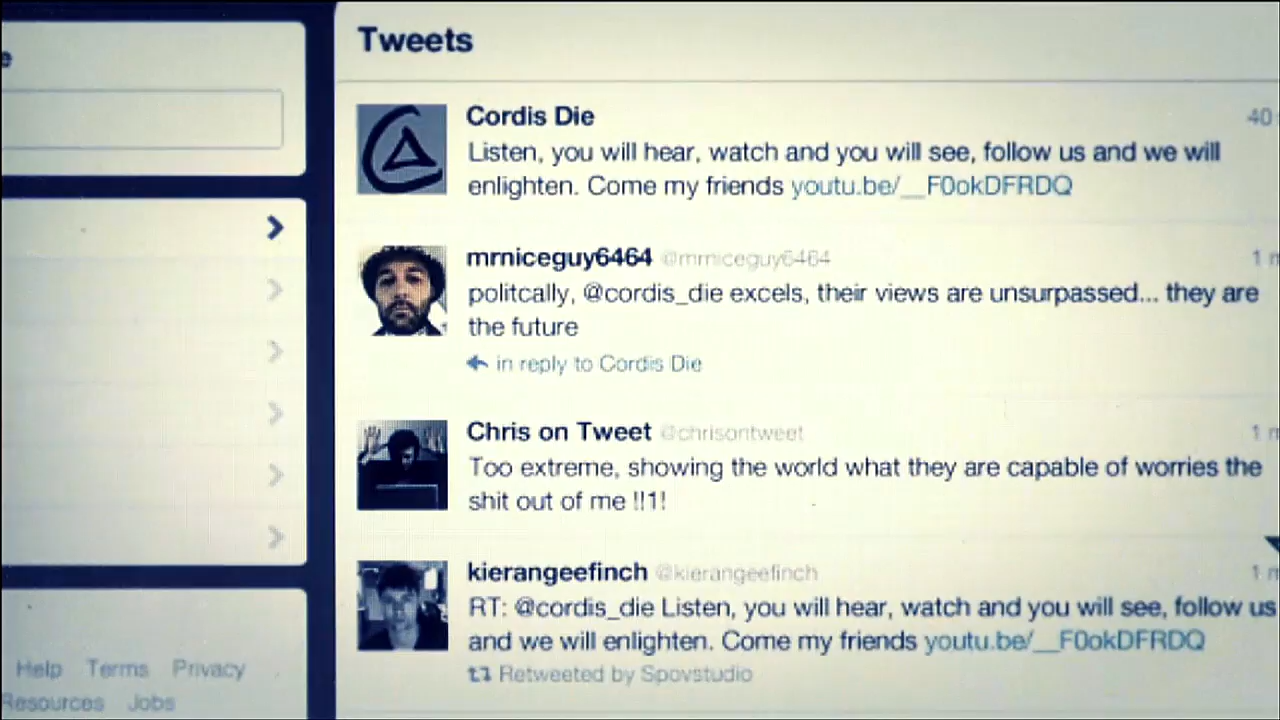 e
Tweets
Cordis Die
40
Listen, you will hear, watch and you will see, follow us and we will
enlighten. Come my friends youtu.be/__F0okDFRDQ
mrniceguy6464 @mrniceguy6464
1 m
politcally, @cordis_die excels, their views are unsurpassed... they are
the future
in reply to Cordis Die
Chris on Tweet @chrisontweet
1 m
Too extreme, showing the world what they are capable of worries the
shit out of me !!1!
kierangeefinch @kierangeefinch
1 m
RT: @cordis_die Listen, you will hear, watch and you will see, follow us
and we will enlighten. Come my friends youtu.be/__F0okDFRDQ
Retweeted by Spovstudio
Help Terms Privacy
Resources Jobs